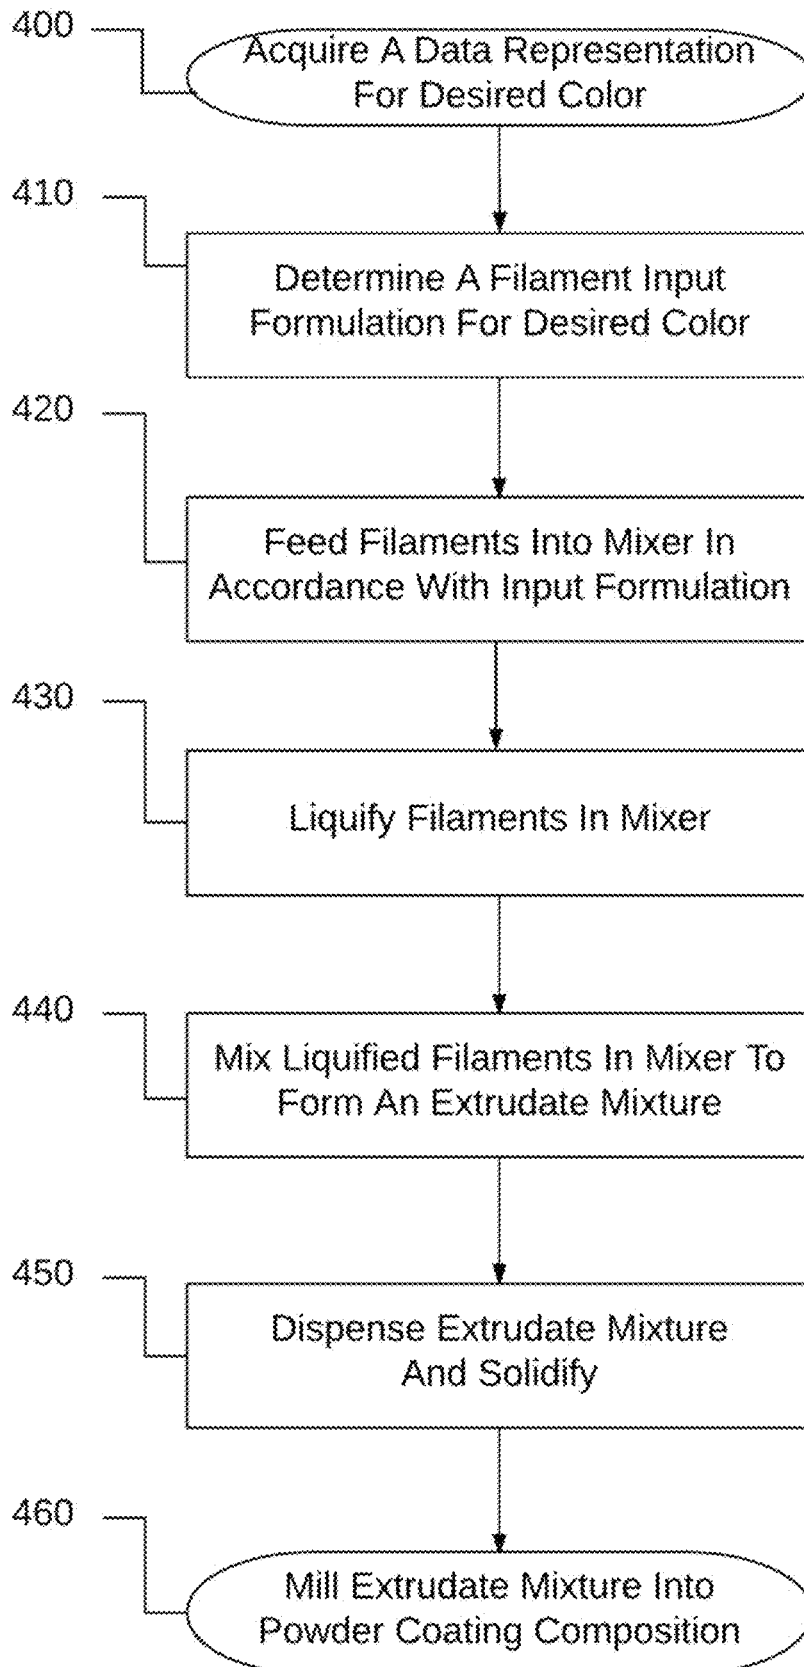 400
Acquire A Data Representation
For Desired Color
410
Determine A Filament Input
Formulation For Desired Color
420
Feed Filaments Into Mixer In
Accordance With Input Formulation
430
Liquify Filaments In Mixer
440
Mix Liquified Filaments In Mixer To
Form An Extrudate Mixture
450
Dispense Extrudate Mixture
And Solidify
460
Mill Extrudate Mixture Into
Powder Coating Composition